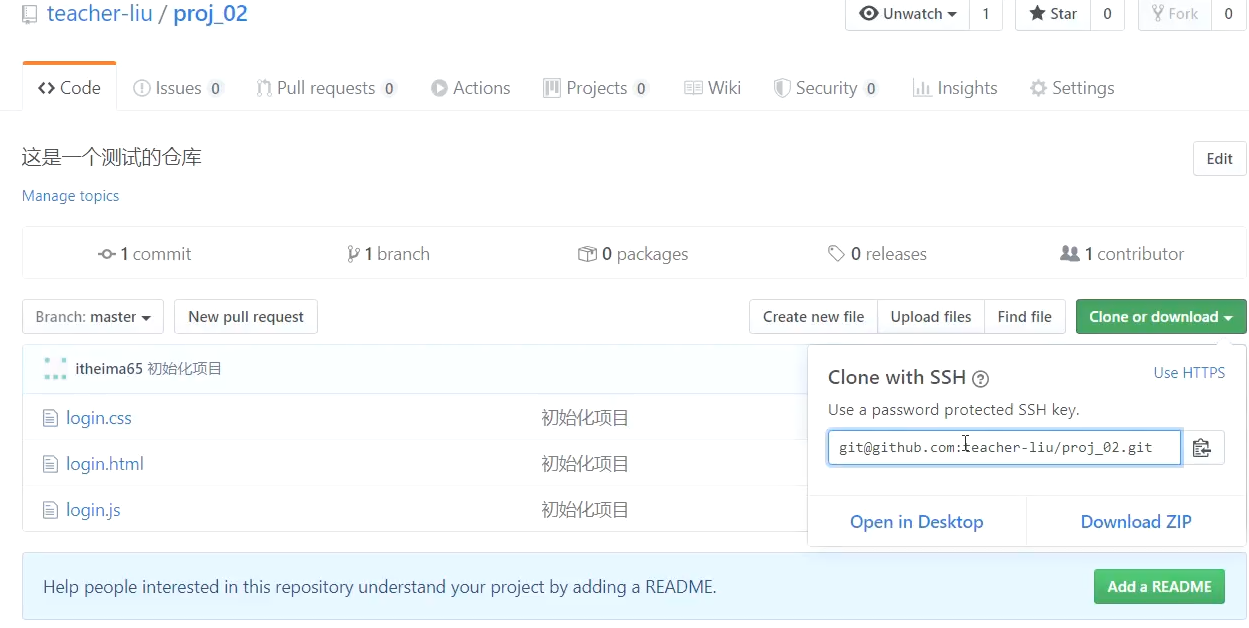 teacher-liu / proj_02 Unwatch 1 Star 0 Fork 0
Code Issues 0 Pull requests 0 Actions Projects 0 Wiki Security 0 Insights Settings
这是一个测试的仓库 Edit
Manage topics
1 commit 1 branch 0 packages 0 releases 1 contributor
Branch: master New pull request Create new file Upload files Find file Clone or download
itheima65 初始化项目
login.css 初始化项目
login.html 初始化项目
login.js 初始化项目
Clone with SSH Use HTTPS
Use a password protected SSH key.
git@github.com:teacher-liu/proj_02.git
Open in Desktop Download ZIP
Help people interested in this repository understand your project by adding a README. Add a README